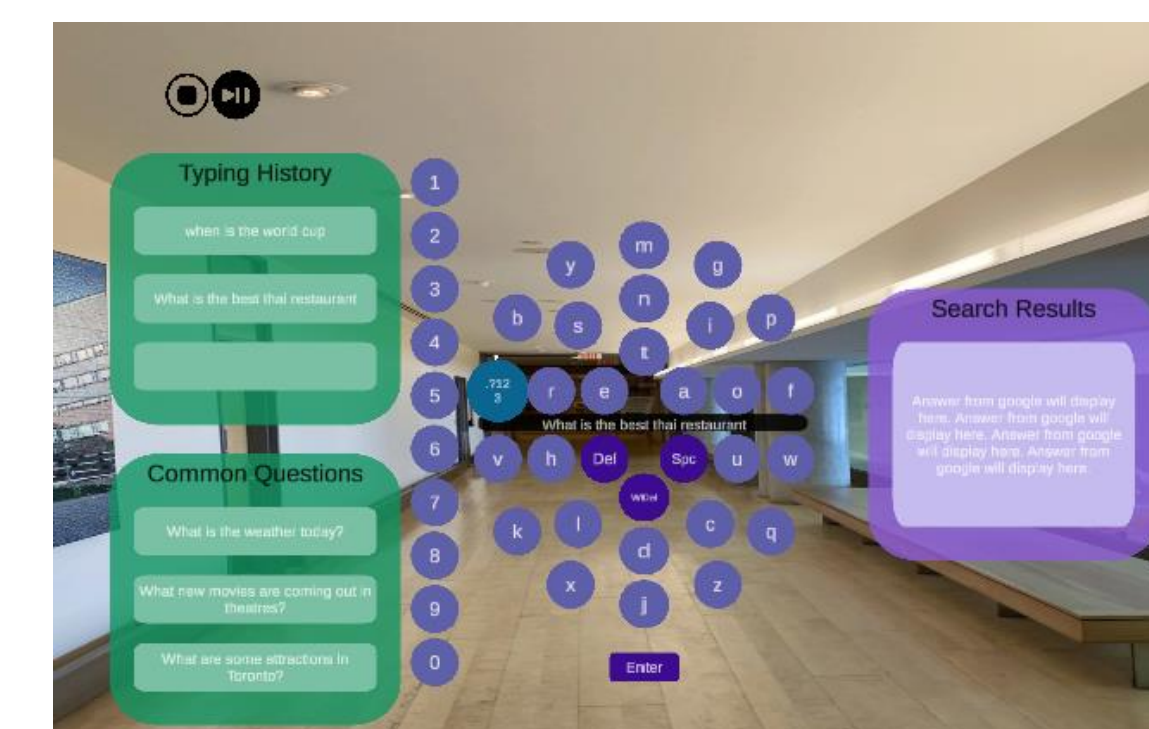 Typing History
when is the world cup
What is the best thai restaurant
Common Questions
What is the weather today?
What new movies are coming out in
theatres?
What are some attractions in
Toronto?
1
2
3
4
5
6
7
8
9
0
m
y
g
n
b
s
i
p
t
.?12
3
r
e
a
o
f
What is the best thai restaurant
v
h
Del
Spc
u
w
WDel
k
l
c
q
d
x
z
j
Enter
Search Results
Answer from google will display
here. Answer from google will
display here. Answer from google
will display here. Answer from
google will display here.